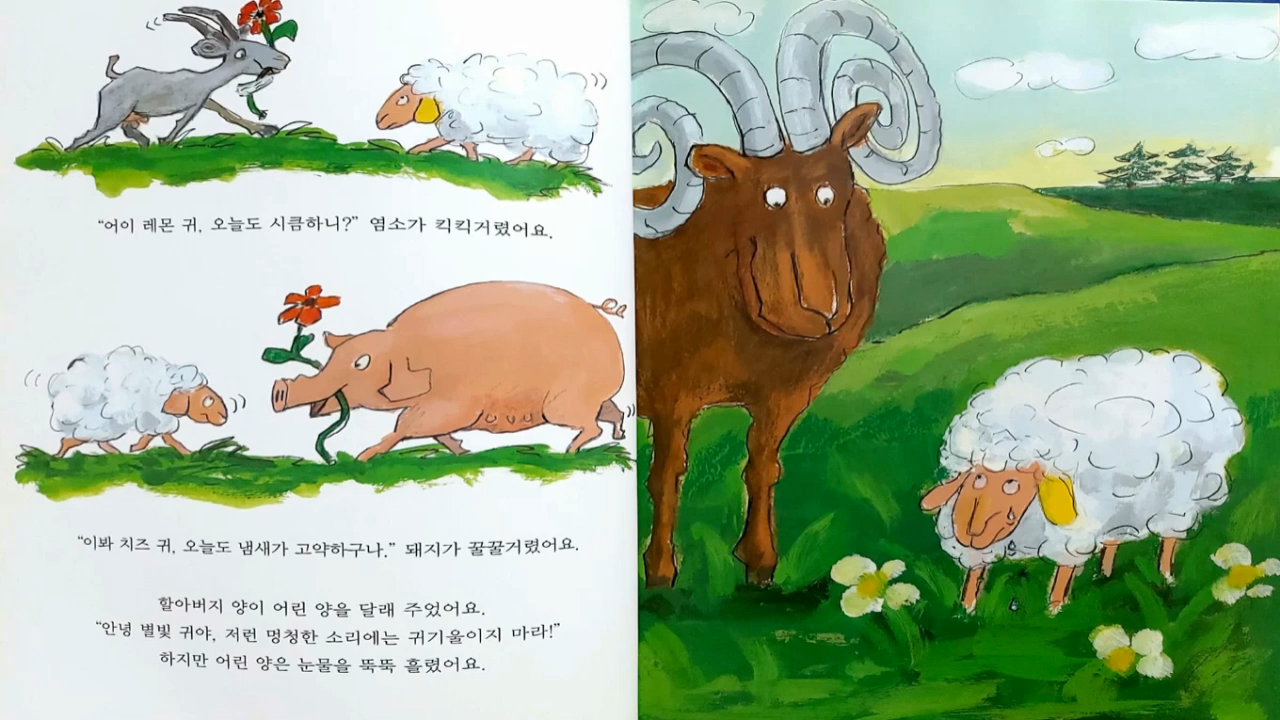 “어이 레몬 귀, 오늘도 시큼하니?” 염소가 킥킥거렸어요.
“이봐 치즈 귀, 오늘도 냄새가 고약하구나.” 돼지가 꿀꿀거렸어요.
할아버지 양이 어린 양을 달래 주었어요.
“안녕 별빛 귀야, 저런 멍청한 소리에는 귀기울이지 마라!”
하지만 어린 양은 눈물을 뚝뚝 흘렸어요.